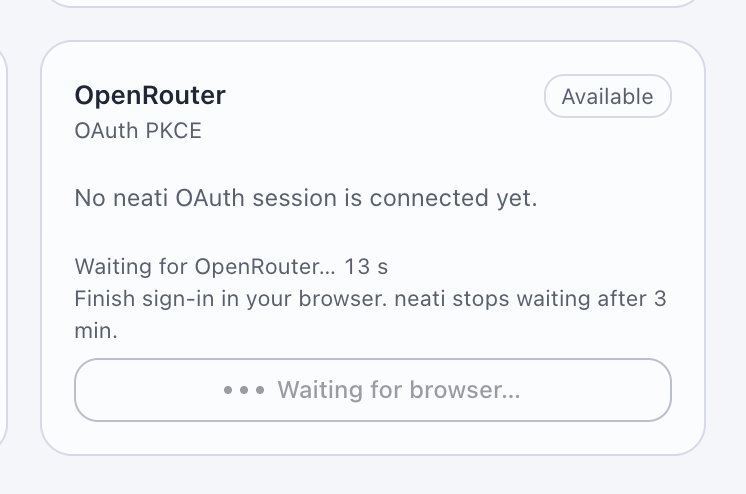 OpenRouter
Available
OAuth PKCE
No neati OAuth session is connected yet.
Waiting for OpenRouter... 13 s
Finish sign-in in your browser. neati stops waiting after 3
min.
Waiting for browser...